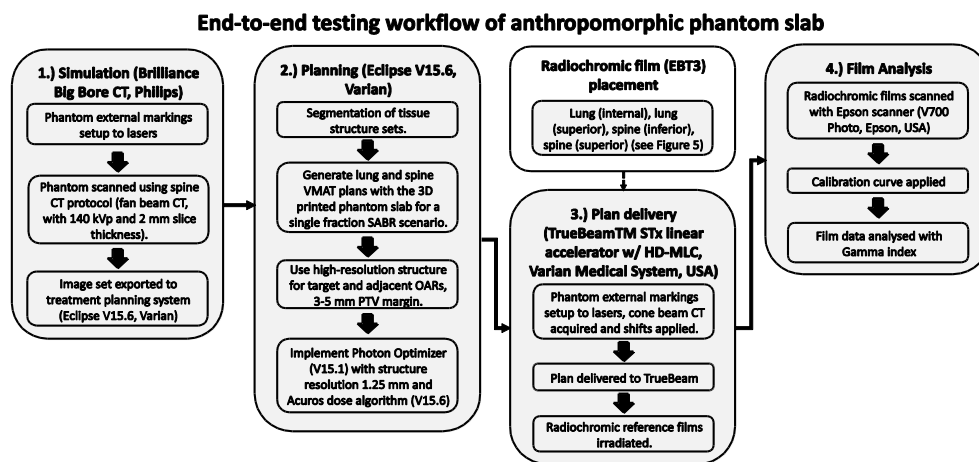 End-to-end testing workflow of anthropomorphic phantom slab
1.) Simulation (Brilliance
Big Bore CT, Philips)
Phantom external markings
setup to lasers
Phantom scanned using spine
CT protocol (fan beam CT,
with 140 kVp and 2 mm slice
thickness).
Image set exported to
treatment planning system
(Eclipse V15.6, Varian)
2.) Planning (Eclipse V15.6,
Varian)
Segmentation of tissue
structure sets.
Generate lung and spine
VMAT plans with the 3D
printed phantom slab for a
single fraction SABR scenario.
Use high-resolution structure
for target and adjacent OARs,
3-5 mm PTV margin.
Implement Photon Optimizer
(V15.1) with structure
resolution 1.25 mm and
Acuros dose algorithm (V15.6)
Radiochromic film (EBT3)
placement
Lung (internal), lung
(superior), spine (inferior),
spine (superior) (see Figure 5)
3.) Plan delivery
(TrueBeamTM STx linear
accelerator w/ HD-MLC,
Varian Medical System, USA)
Phantom external markings
setup to lasers, cone beam CT
acquired and shifts applied.
Plan delivered to TrueBeam
Radiochromic reference films
irradiated.
4.) Film Analysis
Radiochromic films scanned
with Epson scanner (V700
Photo, Epson, USA)
Calibration curve applied
Film data analysed with
Gamma index